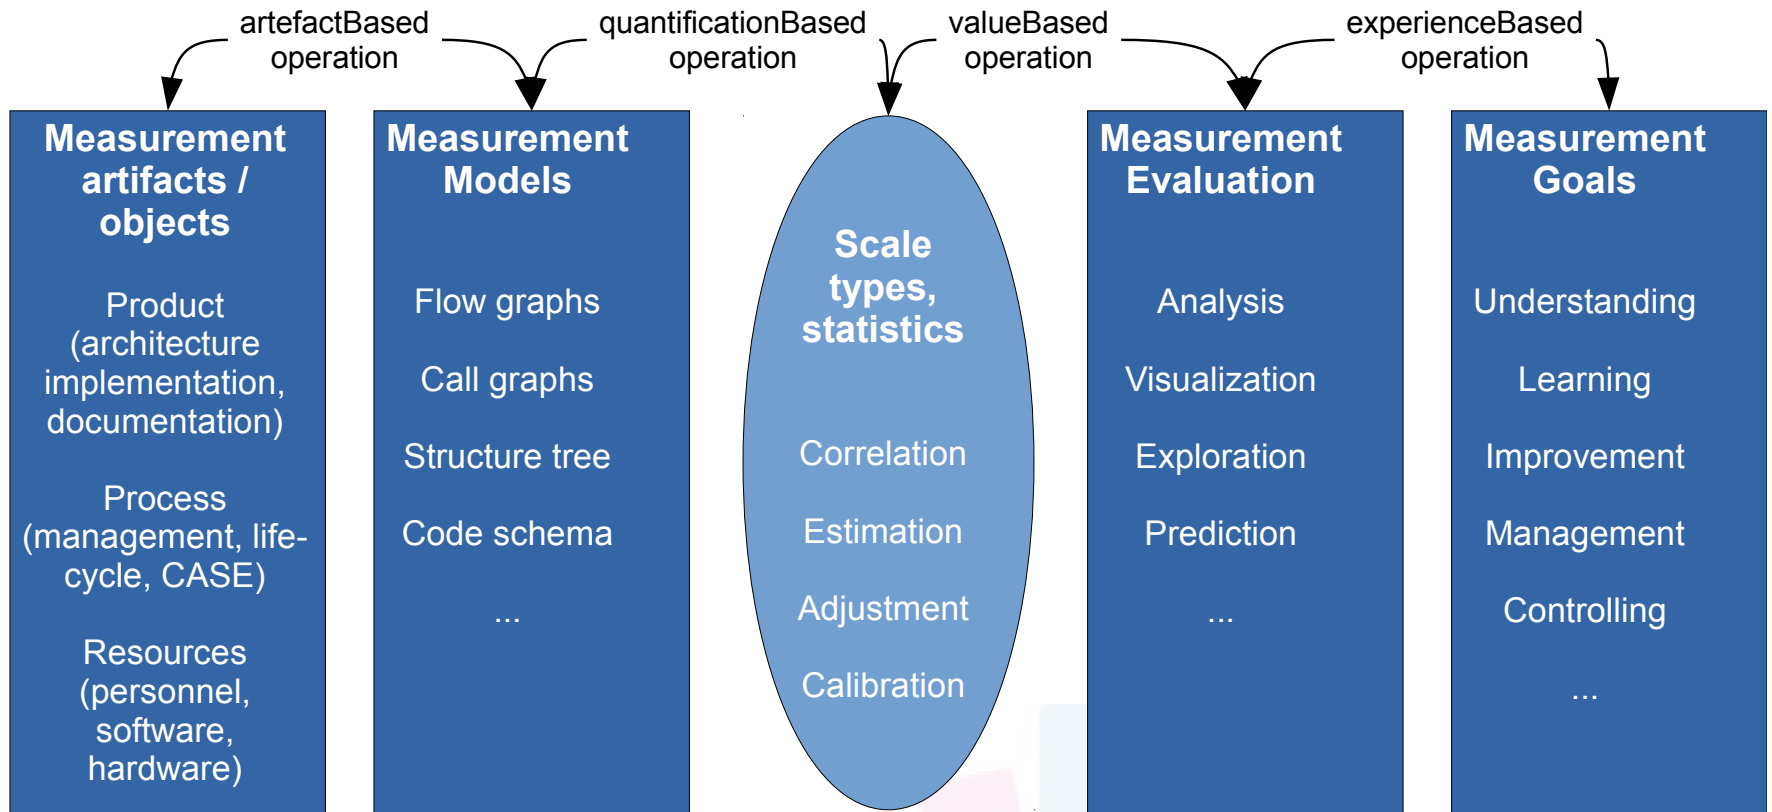 artefactBased
operation
quantificationBased
operation
valueBased
operation
experienceBased
operation
Measurement
artifacts /
objects
Product
(architecture
implementation,
documentation)
Process
(management, life-
cycle, CASE)
Resources
(personnel,
software,
hardware)
Measurement
Models
Flow graphs
Call graphs
Structure tree
Code schema
...
Scale
types,
statistics
Correlation
Estimation
Adjustment
Calibration
Measurement
Evaluation
Analysis
Visualization
Exploration
Prediction
...
Measurement
Goals
Understanding
Learning
Improvement
Management
Controlling
...